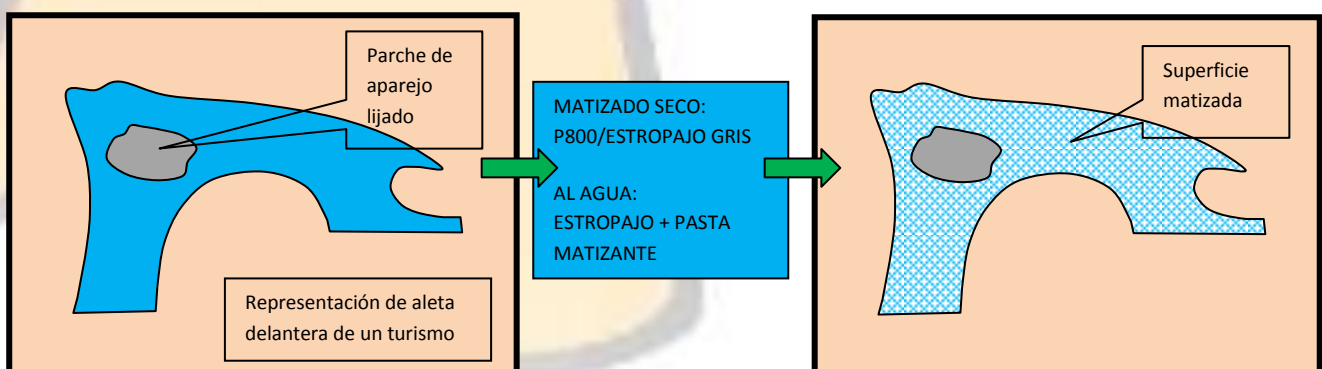 Parche de
aparejo
lijado
Representación de aleta
delantera de un turismo
MATIZADO SECO:
P800/ESTROPAJO GRIS
AL AGUA:
ESTROPAJO + PASTA
MATIZANTE
Superficie
matizada